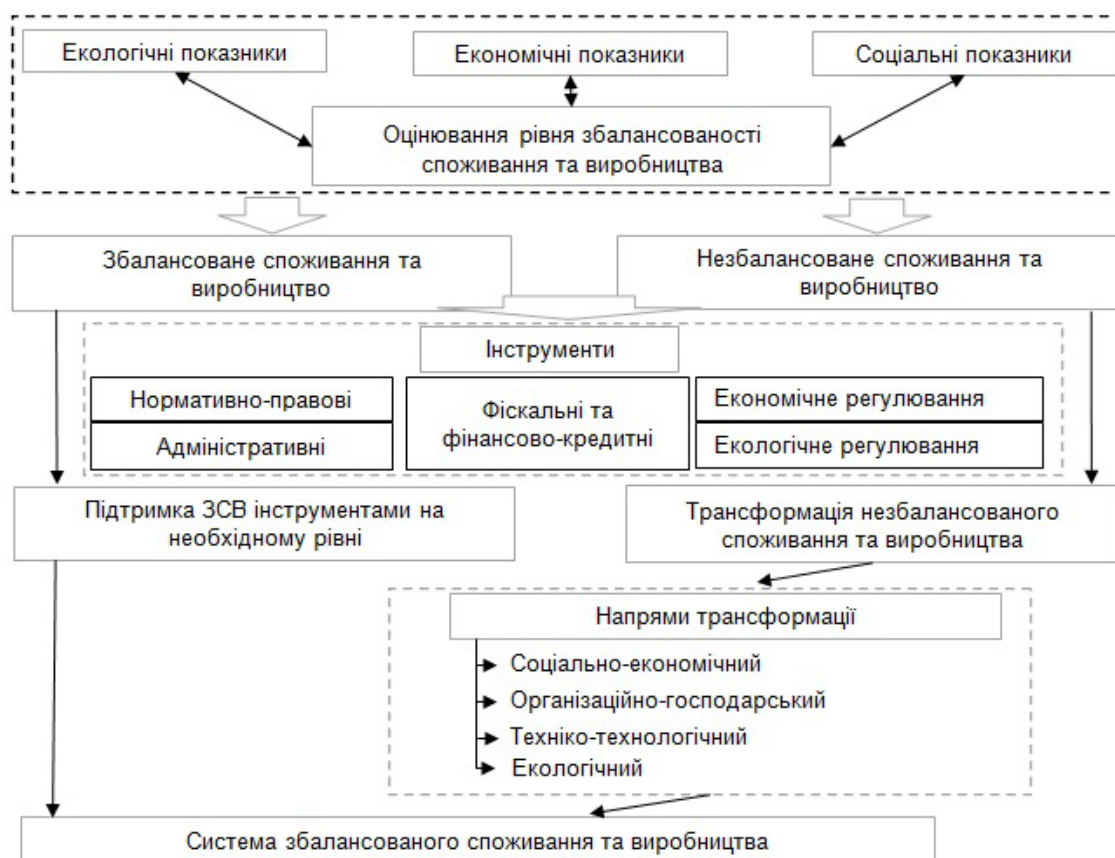 Екологічні показники
Економічні показники
Соціальні показники
Оцінювання рівня збалансованості
споживання та виробництва
Збалансоване споживання та
виробництво
Незбалансоване споживання та
виробництво
Інструменти
Нормативно-правові
Адміністративні
Фіскальні та
фінансово-кредитні
Економічне регулювання
Екологічне регулювання
Підтримка ЗСВ інструментами на
необхідному рівні
Трансформація незбалансованого
споживання та виробництва
Напрями трансформації
Соціально-економічний
Організаційно-господарський
Техніко-технологічний
Екологічний
Система збалансованого споживання та виробництва